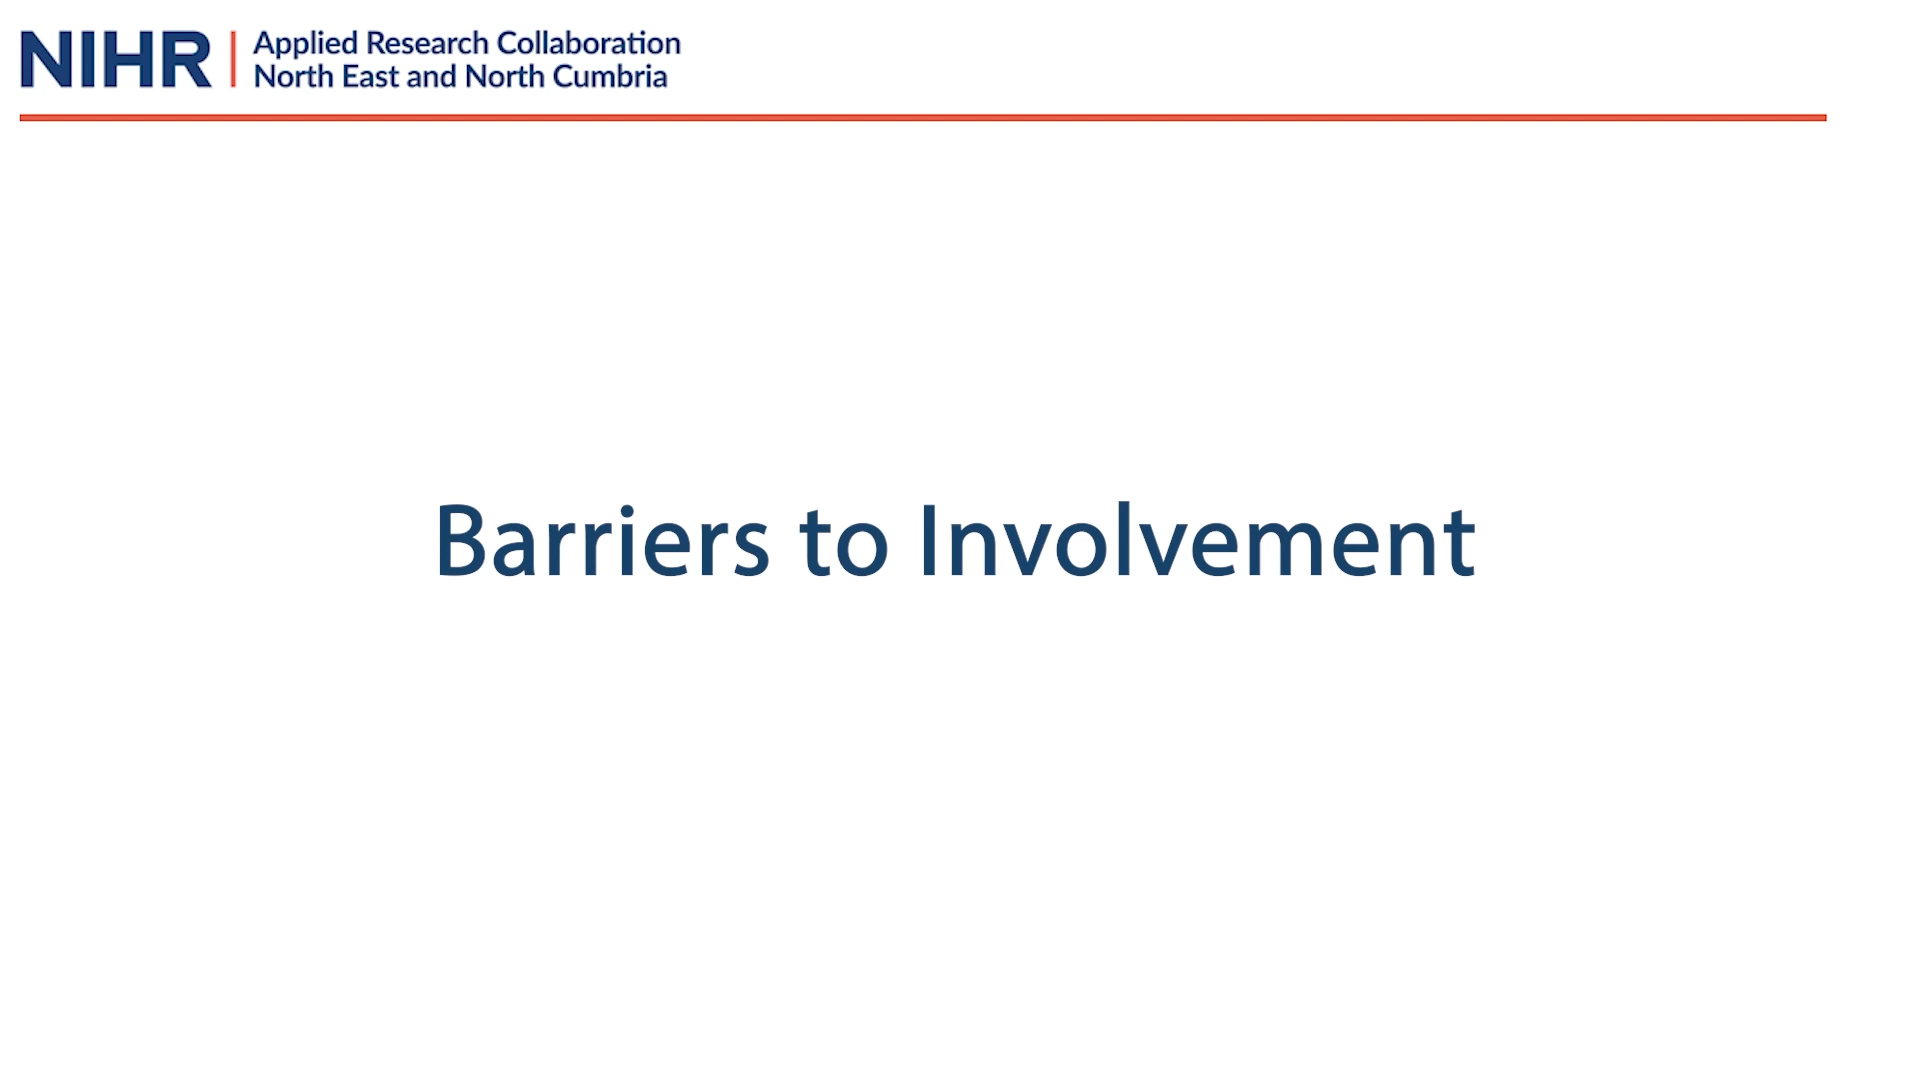 NIHR
Applied Research Collaboration
North East and North Cumbria
Barriers to Involvement